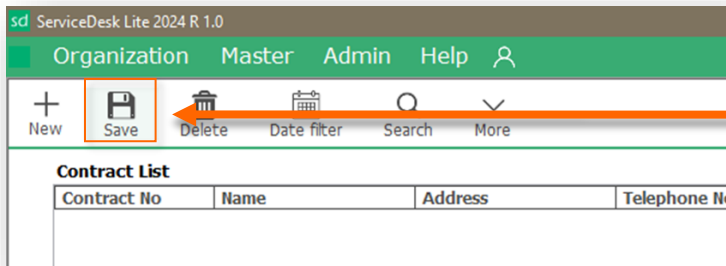 sd ServiceDesk Lite 2024 R 1.0
Organization Master Admin Help
New Save Delete Date filter Search More
Contract List
Contract No Name Address Telephone